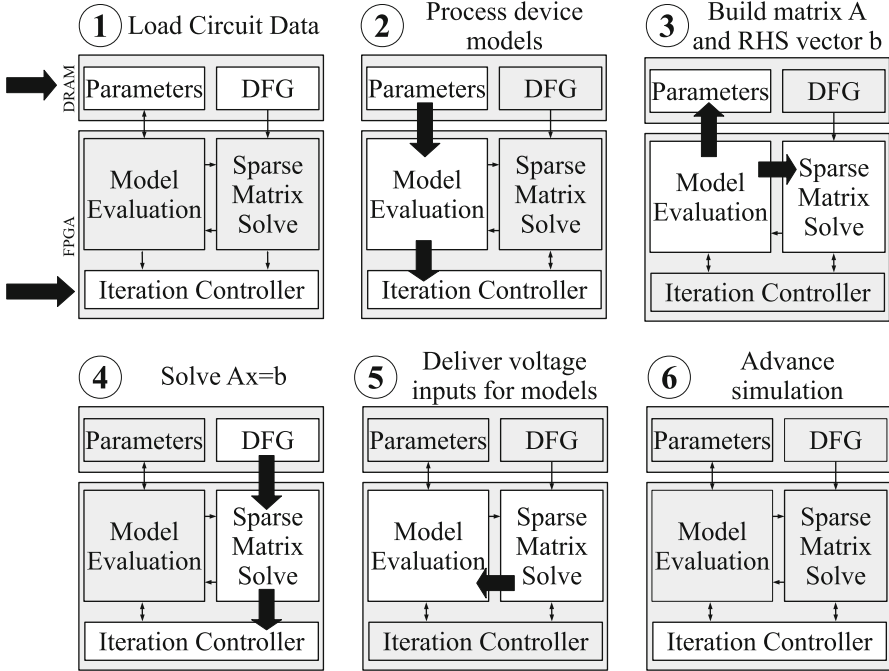 1 Load Circuit Data
DRAM
Parameters DFG
FPGA
Model
Evaluation
Sparse
Matrix
Solve
Iteration Controller
2 Process device
models
Parameters DFG
Model
Evaluation
Sparse
Matrix
Solve
Iteration Controller
3 Build matrix A
and RHS vector b
Parameters DFG
Model
Evaluation
Sparse
Matrix
Solve
Iteration Controller
4 Solve Ax=b
Parameters DFG
Model
Evaluation
Sparse
Matrix
Solve
Iteration Controller
5 Deliver voltage
inputs for models
Parameters DFG
Model
Evaluation
Sparse
Matrix
Solve
Iteration Controller
6 Advance
simulation
Parameters DFG
Model
Evaluation
Sparse
Matrix
Solve
Iteration Controller